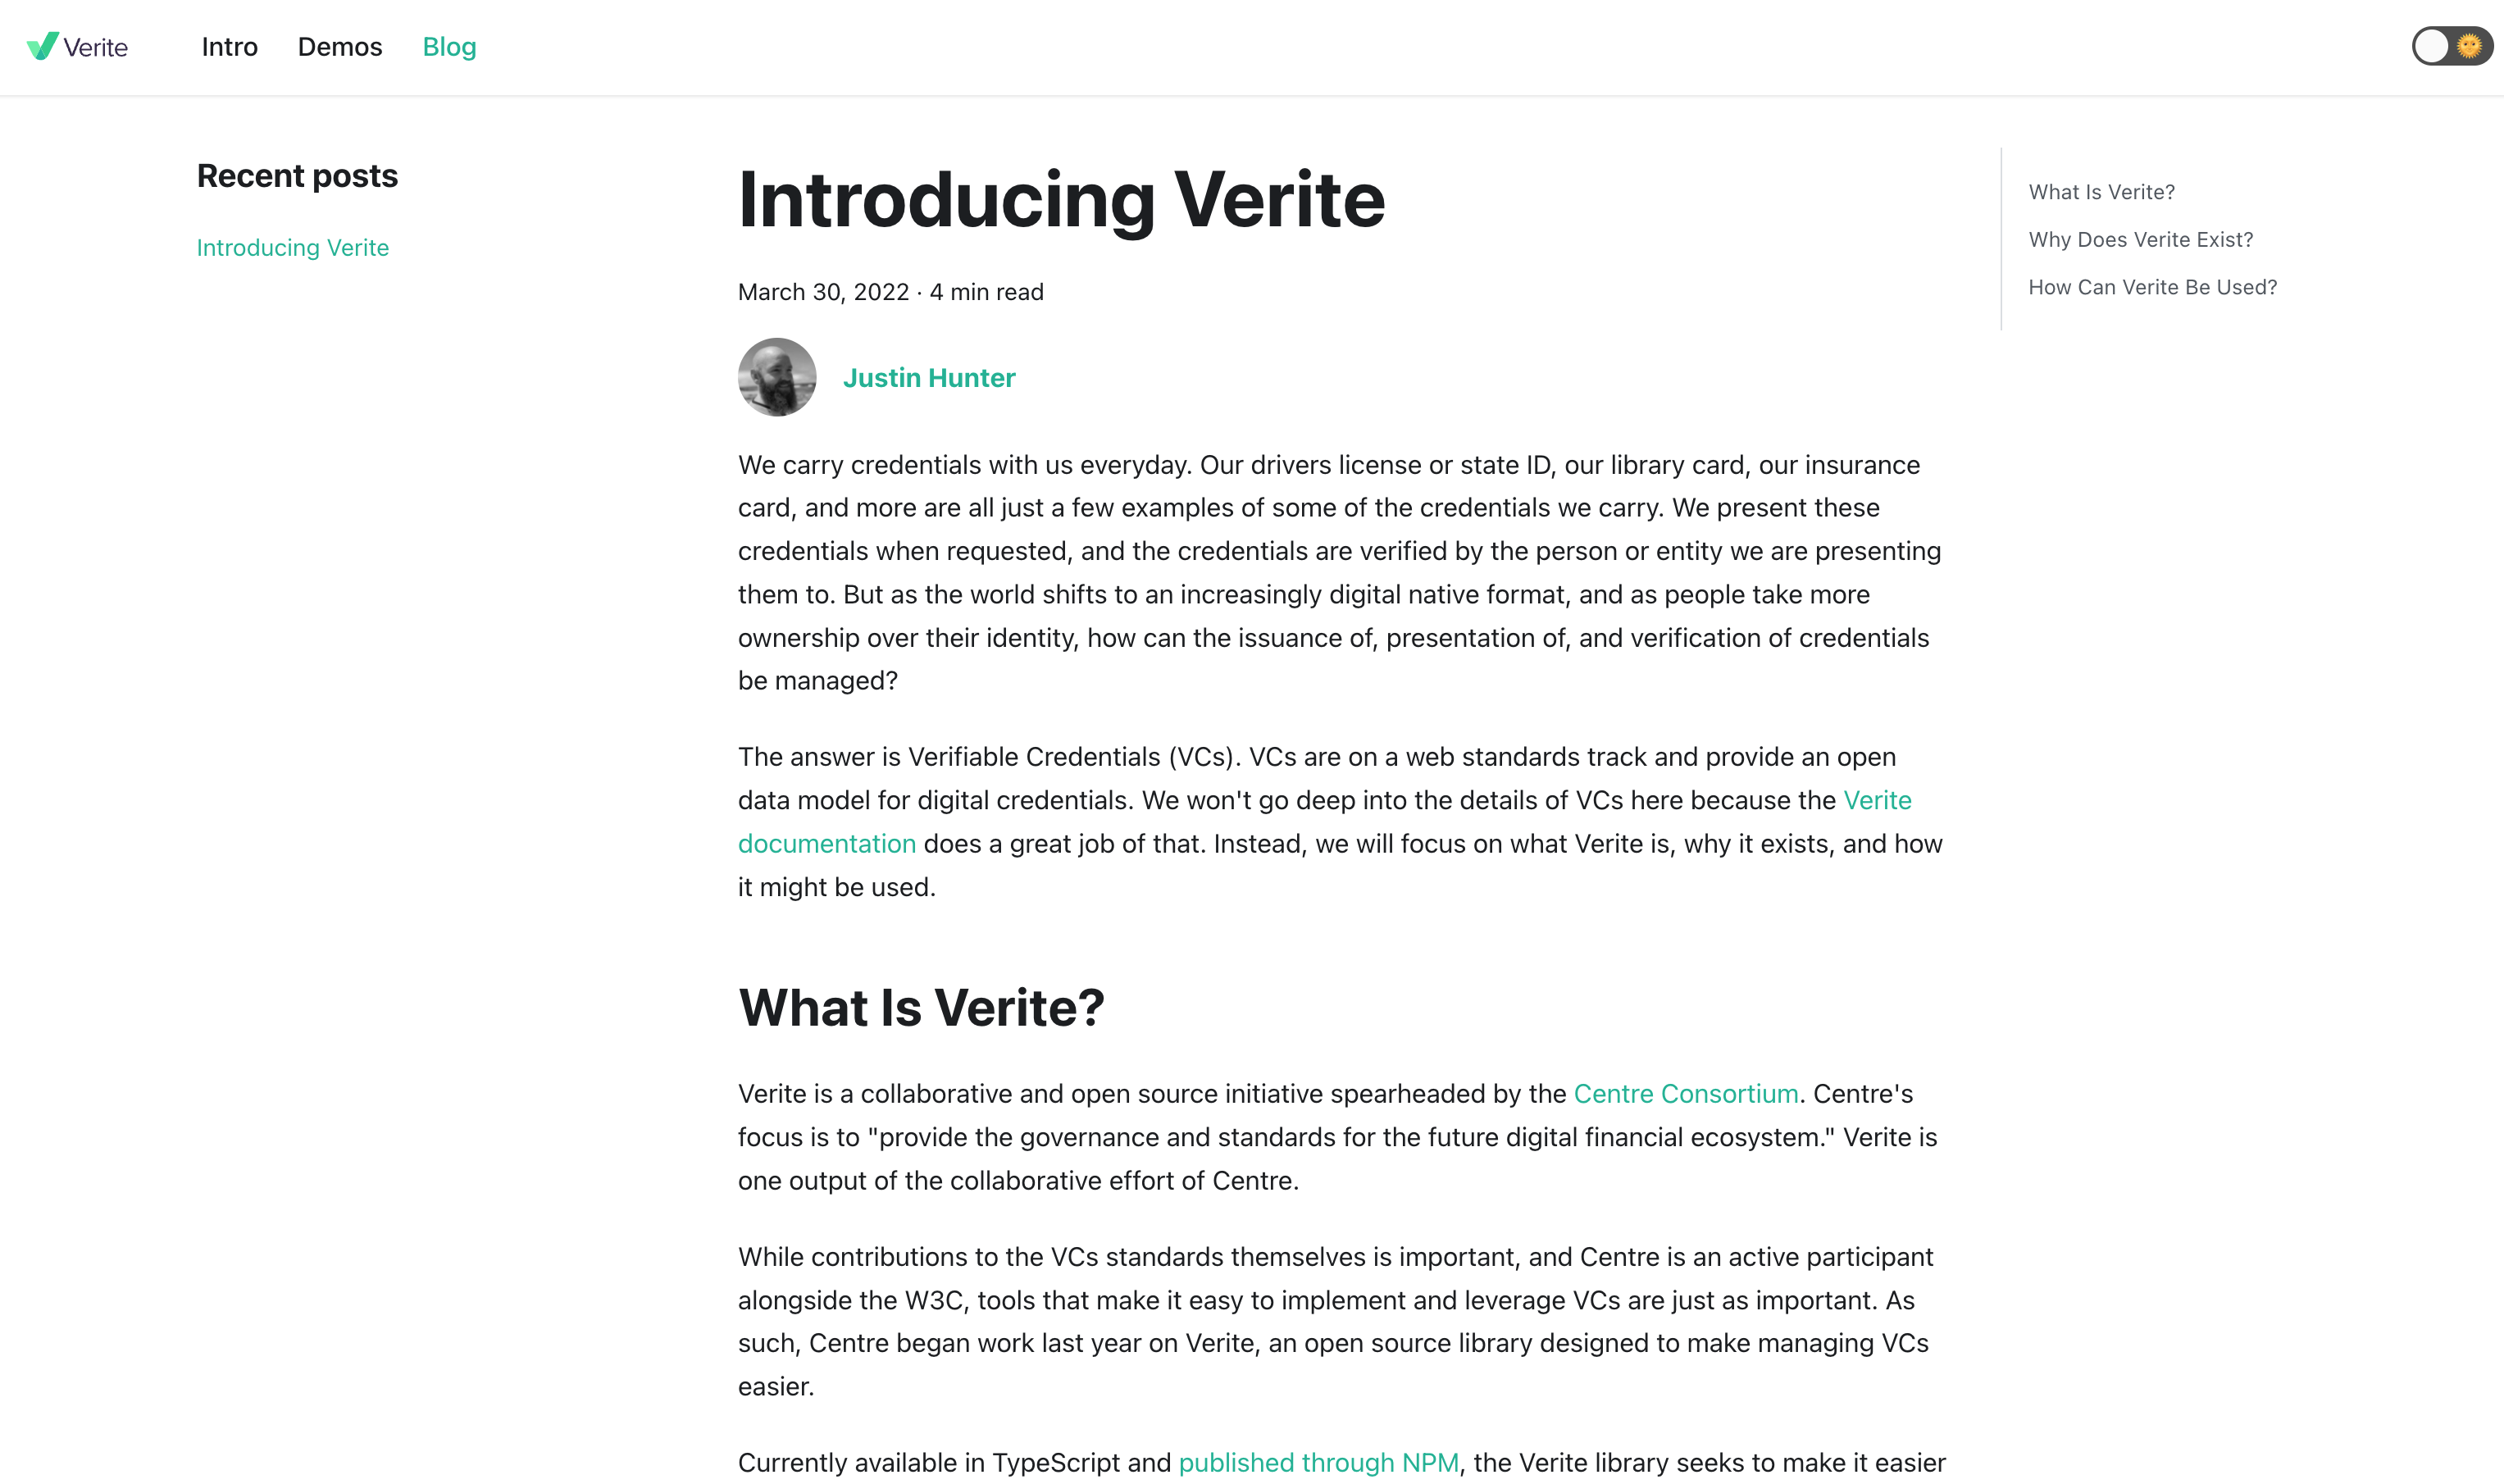 Verite
Intro
Demos
Blog
Recent posts
Introducing Verite
Introducing Verite
March 30, 2022 · 4 min read
Justin Hunter
We carry credentials with us everyday. Our drivers license or state ID, our library card, our insurance
card, and more are all just a few examples of some of the credentials we carry. We present these
credentials when requested, and the credentials are verified by the person or entity we are presenting
them to. But as the world shifts to an increasingly digital native format, and as people take more
ownership over their identity, how can the issuance of, presentation of, and verification of credentials
be managed?
The answer is Verifiable Credentials (VCs). VCs are on a web standards track and provide an open
data model for digital credentials. We won't go deep into the details of VCs here because the Verite
documentation does a great job of that. Instead, we will focus on what Verite is, why it exists, and how
it might be used.
What Is Verite?
Verite is a collaborative and open source initiative spearheaded by the Centre Consortium. Centre's
focus is to "provide the governance and standards for the future digital financial ecosystem." Verite is
one output of the collaborative effort of Centre.
While contributions to the VCs standards themselves is important, and Centre is an active participant
alongside the W3C, tools that make it easy to implement and leverage VCs are just as important. As
such, Centre began work last year on Verite, an open source library designed to make managing VCs
easier.
Currently available in TypeScript and published through NPM, the Verite library seeks to make it easier
What Is Verite?
Why Does Verite Exist?
How Can Verite Be Used?